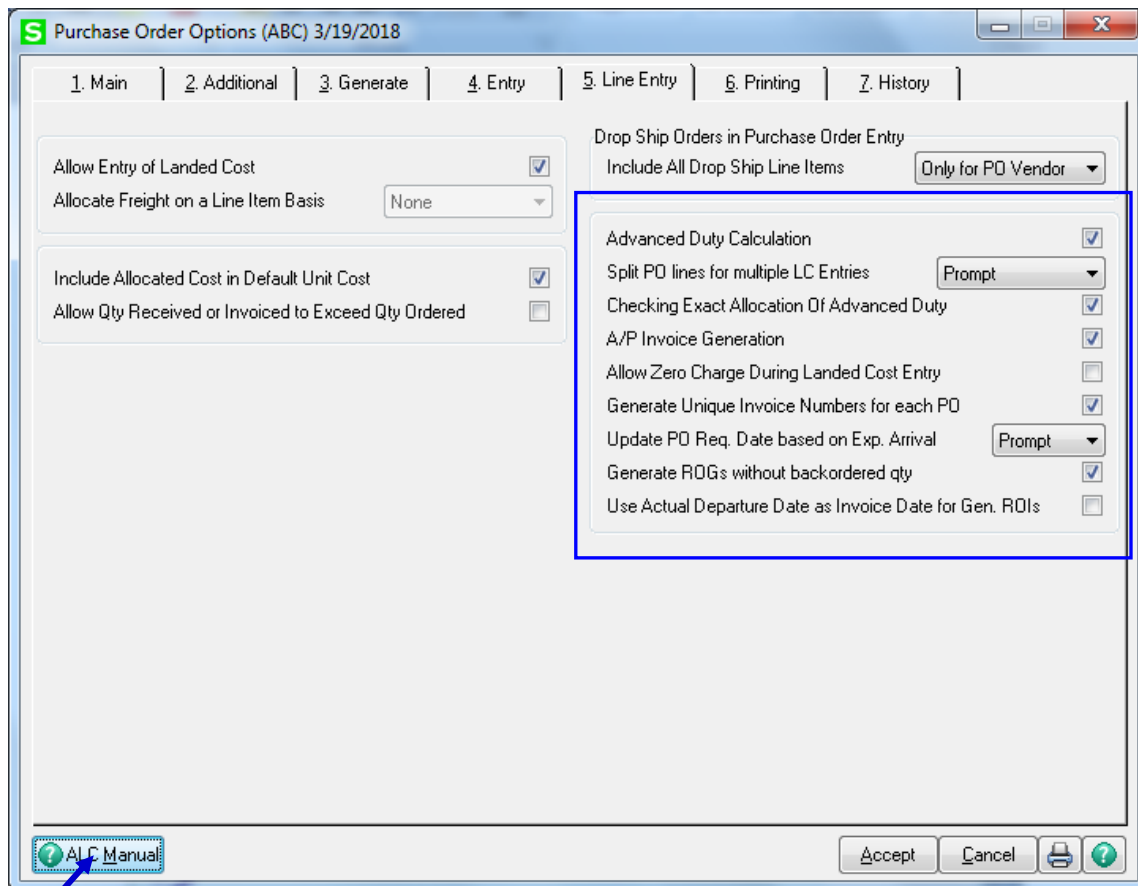 S Purchase Order Options (ABC) 3/19/2018
1. Main
2. Additional
3. Generate
4. Entry
5. Line Entry
6. Printing
7. History
Allow Entry of Landed Cost
Allocate Freight on a Line Item Basis None
Include Allocated Cost in Default Unit Cost
Allow Qty Received or Invoiced to Exceed Qty Ordered
Drop Ship Orders in Purchase Order Entry
Include All Drop Ship Line Items Only for PO Vendor
Advanced Duty Calculation
Split PO lines for multiple LC Entries Prompt
Checking Exact Allocation Of Advanced Duty
A/P Invoice Generation
Allow Zero Charge During Landed Cost Entry
Generate Unique Invoice Numbers for each PO
Update PO Req. Date based on Exp. Arrival Prompt
Generate ROGs without backordered qty
Use Actual Departure Date as Invoice Date for Gen. ROIs
? ALC Manual
Accept
Cancel
?